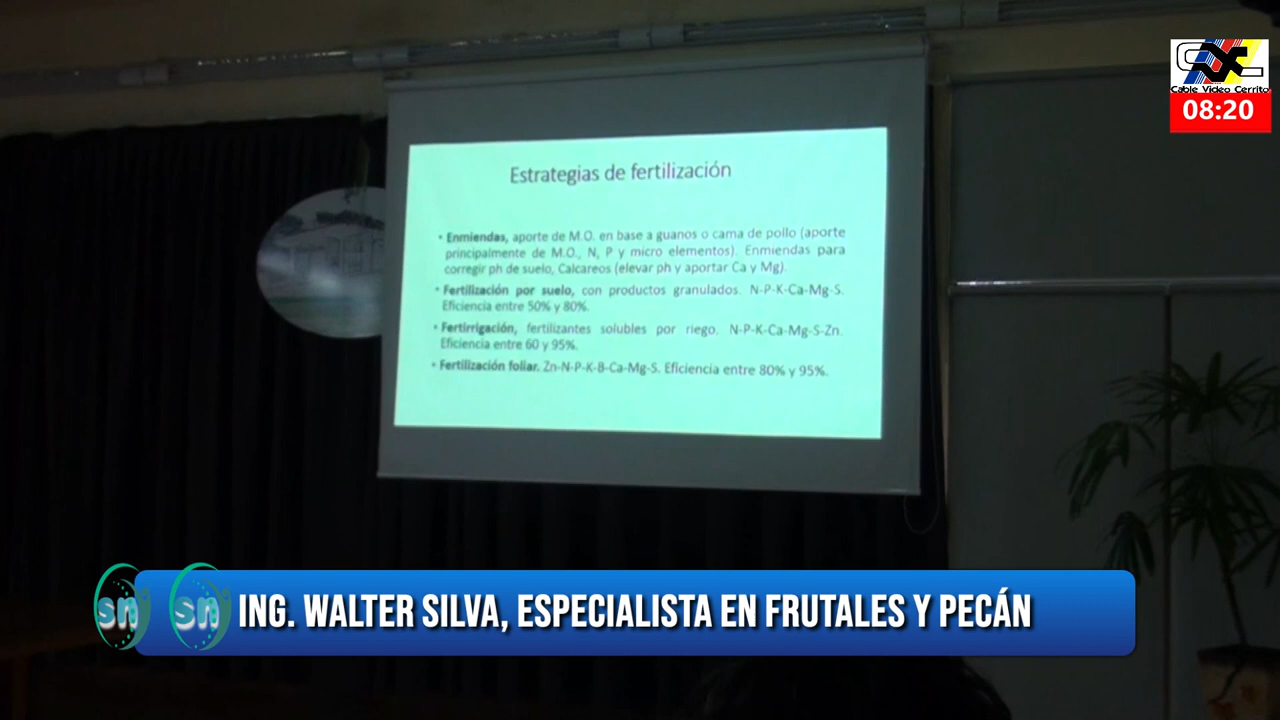 Cable Video Cerrito
08:20
Estrategias de fertilización
• Enmiendas, aporte de M.O. en base a guanos o cama de pollo (aporte
principalmente de M.O., N, P y micro elementos). Enmiendas para
corregir ph de suelo, Calcareos (elevar ph y aportar Ca y Mg).
• Fertilización por suelo, con productos granulados. N-P-K-Ca-Mg-S.
Eficiencia entre 50% y 80%.
• Fertirrigación, fertilizantes solubles por riego. N-P-K-Ca-Mg-S-Zn.
Eficiencia entre 60 y 95%.
• Fertilización foliar. Zn-N-P-K-B-Ca-Mg-S. Eficiencia entre 80% y 95%.
sn sn ING. WALTER SILVA, ESPECIALISTA EN FRUTALES Y PECÁN